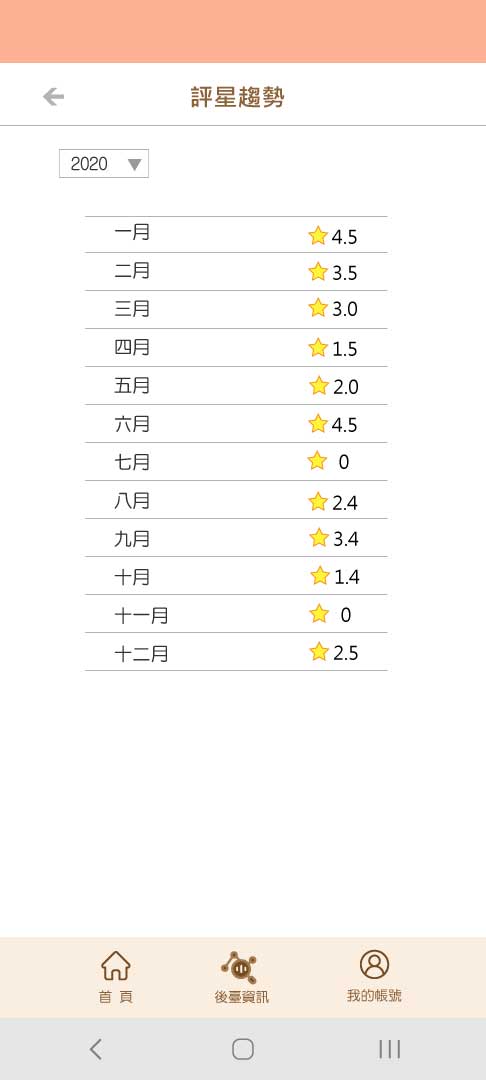 評星趨勢
2020
一月 4.5
二月 3.5
三月 3.0
四月 1.5
五月 2.0
六月 4.5
七月 0
八月 2.4
九月 3.4
十月 1.4
十一月 0
十二月 2.5
首 頁 後臺資訊 我的帳號